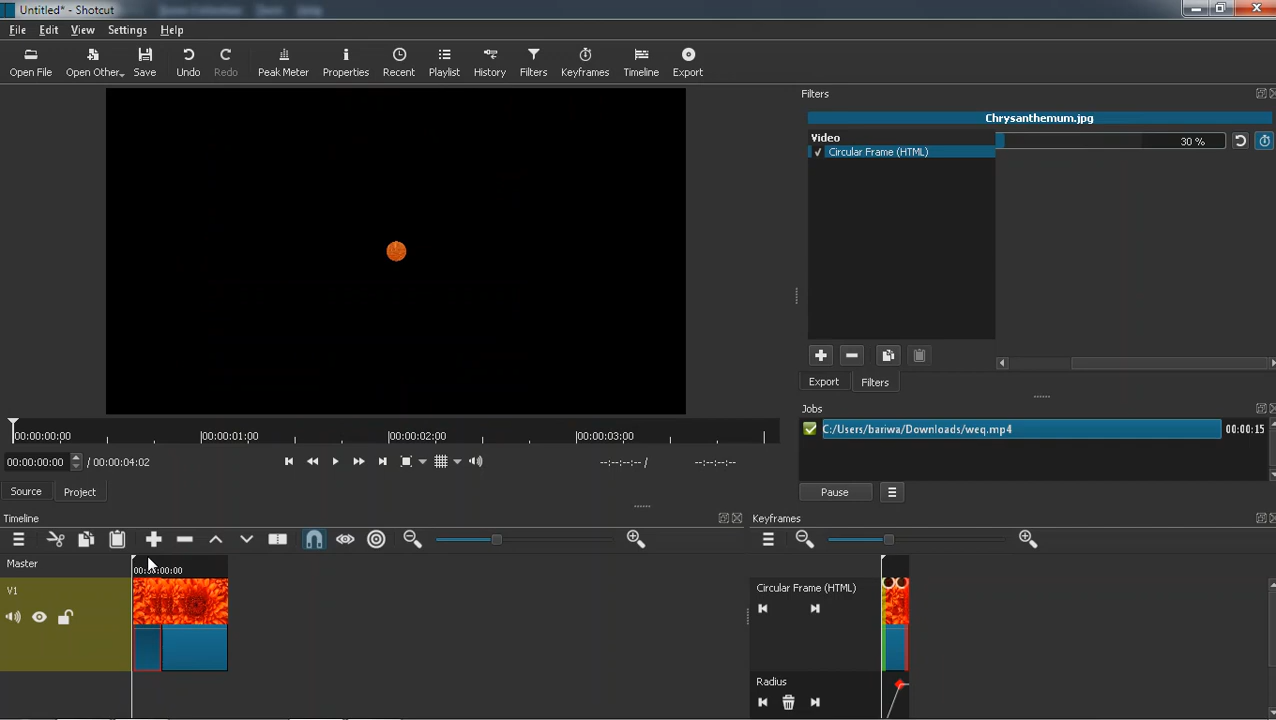 Untitled* - Shotcut
File Edit View Settings Help
Open File Open Other.. Save Undo Redo Peak Meter Properties Recent Playlist History Filters Keyframes Timeline Export
Filters
Chrysanthemum.jpg
Video
✓ Circular Frame (HTML)
30 %
Export Filters
Jobs
C:/Users/bariwa/Downloads/weq.mp4 00:00:15
Pause
00:00:00;00 00:00:01;00 00:00:02;00 00:00:03;00
00:00:00;00 / 00:00:04;02 --:--:--;-- / --:--:--;--
Source Project
Timeline
Master
V1
Keyframes
Circular Frame (HTML)
Radius